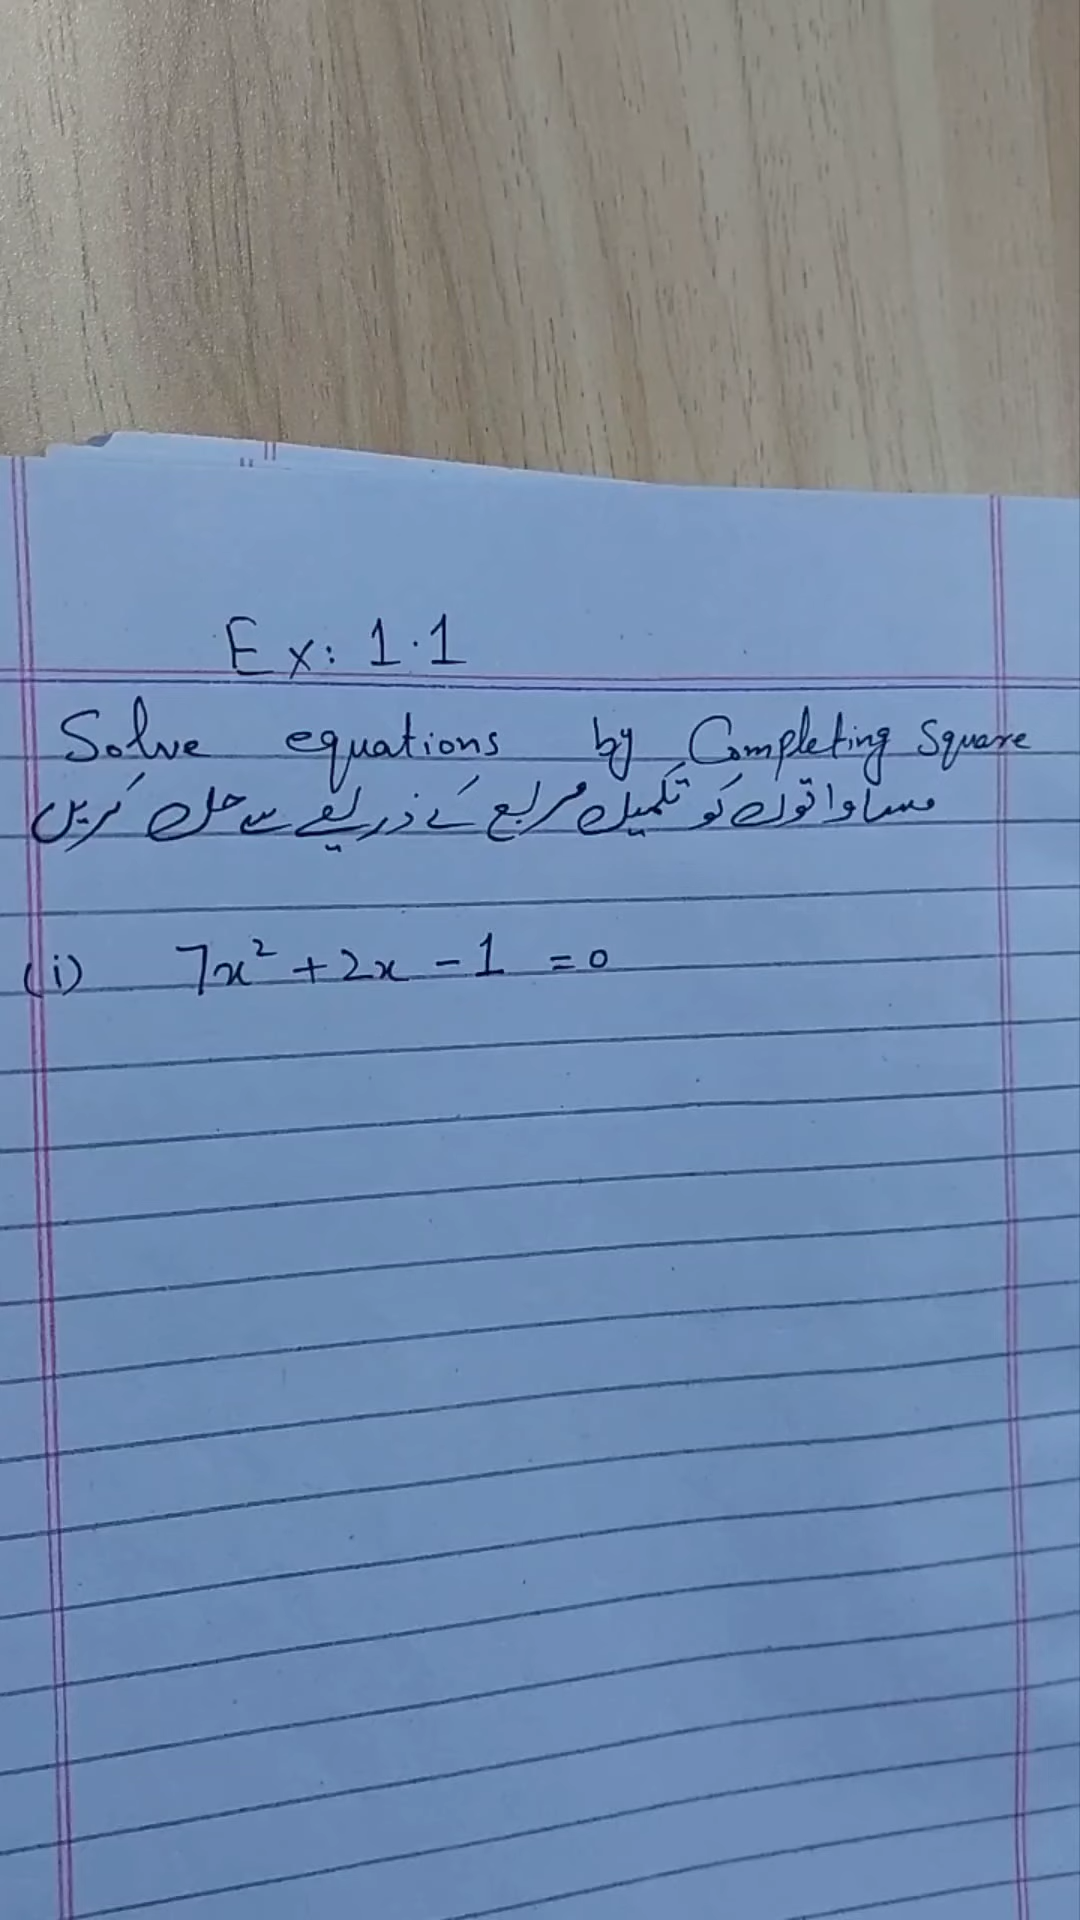 Ex: 1.1
Solve equations by Completing Square
مساواتوں کو تکمیل مربع کے ذریعے سے حل کریں
(i) 7x² + 2x - 1 = 0